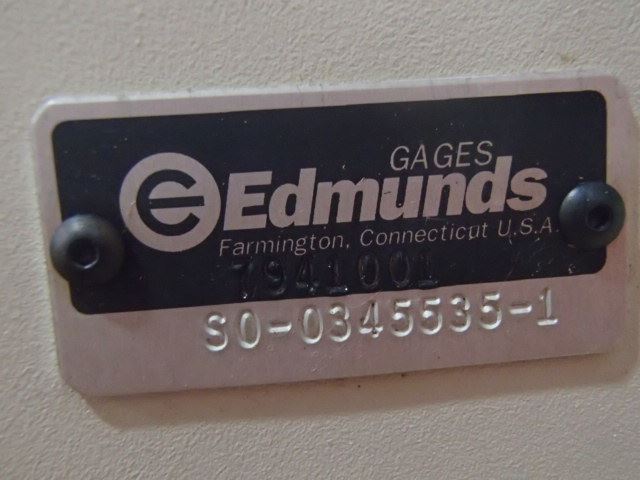 GAGES
Edmunds
Farmington, Connecticut U.S.A.
7941001
SO-0345535-1